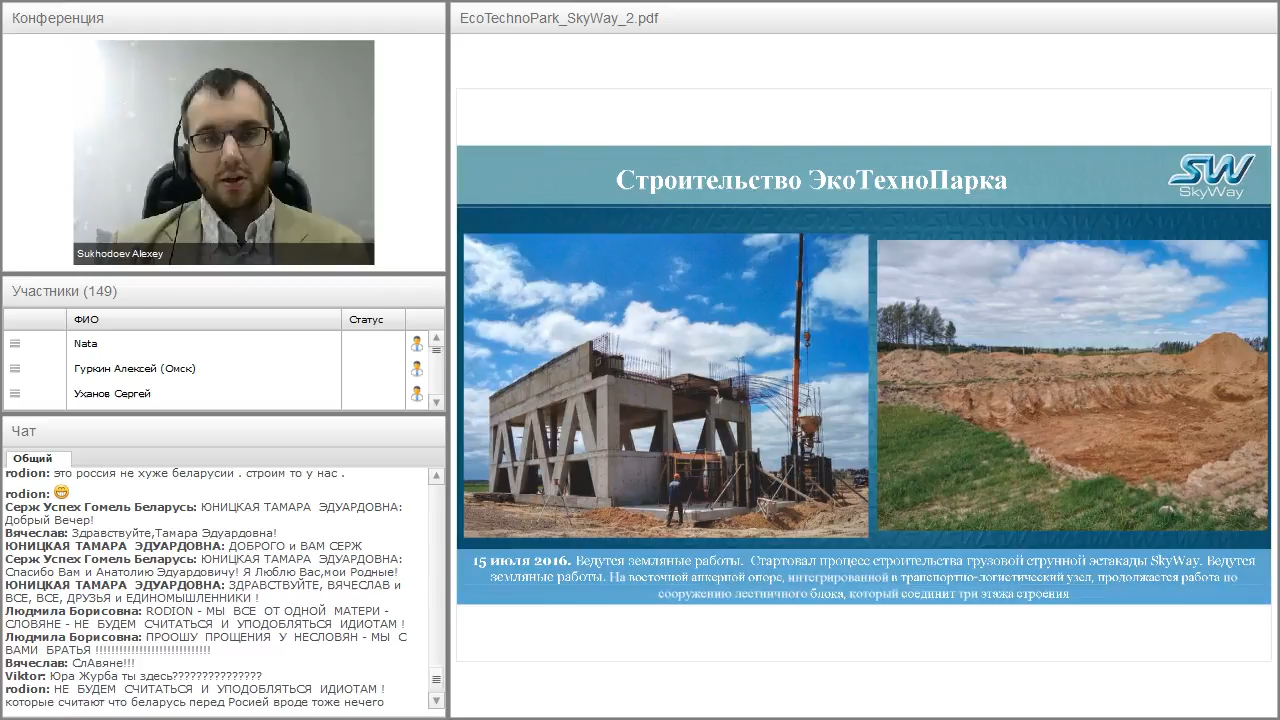 Конференция
Sukhodoev Alexey
Участники (149)
ФИО
Статус
Nata
Гуркин Алексей (Омск)
Уханов Сергей
Чат
Общий
rodion: это россия не хуже беларусии . строим то у нас .
rodion:
Серж Успех Гомель Беларусь: ЮНИЦКАЯ ТАМАРА ЭДУАРДОВНА:
Добрый Вечер!
Вячеслав: Здравствуйте,Тамара Эдуардовна!
ЮНИЦКАЯ ТАМАРА ЭДУАРДОВНА: ДОБРОГО и ВАМ СЕРЖ
Серж Успех Гомель Беларусь: ЮНИЦКАЯ ТАМАРА ЭДУАРДОВНА:
Спасибо Вам и Анатолию Эдуардовичу! Я Люблю Вас,мои Родные!
ЮНИЦКАЯ ТАМАРА ЭДУАРДОВНА: ЗДРАВСТВУЙТЕ, ВЯЧЕСЛАВ и
ВСЕ, ВСЕ, ДРУЗЬЯ и ЕДИНОМЫШЛЕННИКИ !
Людмила Борисовна: RODION - МЫ ВСЕ ОТ ОДНОЙ МАТЕРИ -
СЛОВЯНЕ - НЕ БУДЕМ СЧИТАТЬСЯ И УПОДОБЛЯТЬСЯ ИДИОТАМ !
Людмила Борисовна: ПРООШУ ПРОЩЕНИЯ У НЕСЛОВЯН - МЫ С
ВАМИ БРАТЬЯ !!!!!!!!!!!!!!!!!!!!!!!!!!!!!
Вячеслав: СлАвяне!!!
Viktor: Юра Журба ты здесь???????????????
rodion: НЕ БУДЕМ СЧИТАТЬСЯ И УПОДОБЛЯТЬСЯ ИДИОТАМ !
которые считают что беларусь перед Росией вроде тоже нечего
EcoTechnoPark_SkyWay_2.pdf
Строительство ЭкоТехноПарка
SW
SkyWay
15 июля 2016. Ведутся земляные работы. Стартовал процесс строительства грузовой струнной эстакады SkyWay. Ведутся
земляные работы. На восточной анкерной опоре, интегрированной в транспортно-логистический узел, продолжается работа по
сооружению лестничного блока, который соединит три этажа строения